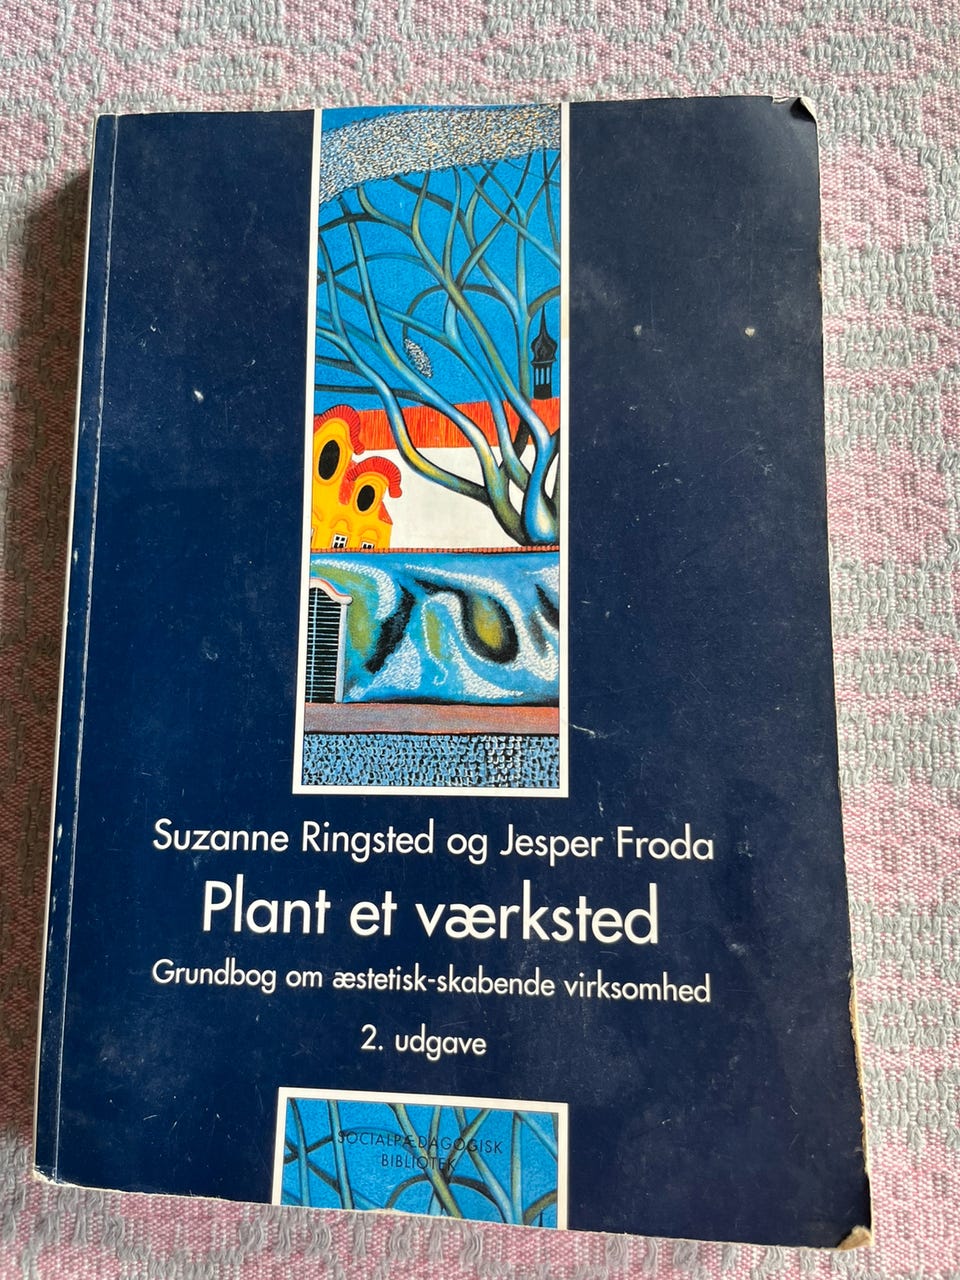 Suzanne Ringsted og Jesper Froda
Plant et værksted
Grundbog om æstetisk-skabende virksomhed
2. udgave
SOCIALPÆDAGOGISK
BIBLIOTEK